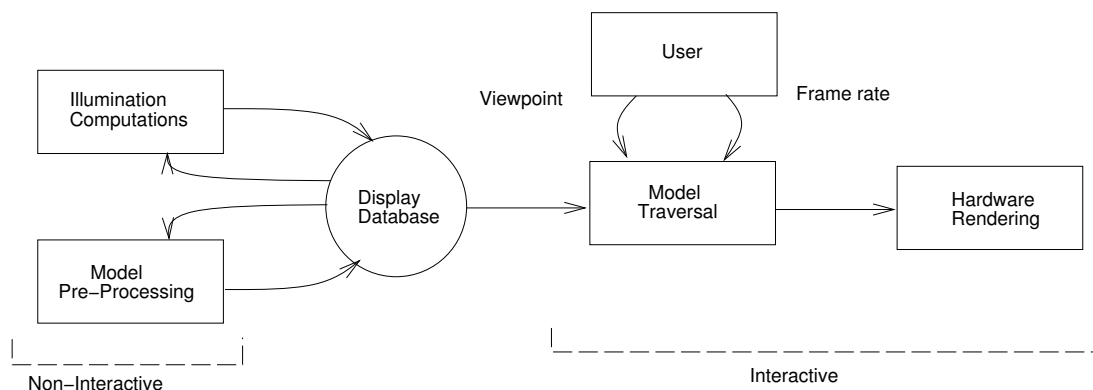 User
Viewpoint
Frame rate
Illumination
Computations
Display
Database
Model
Traversal
Hardware
Rendering
Model
Pre−Processing
Non−Interactive
Interactive